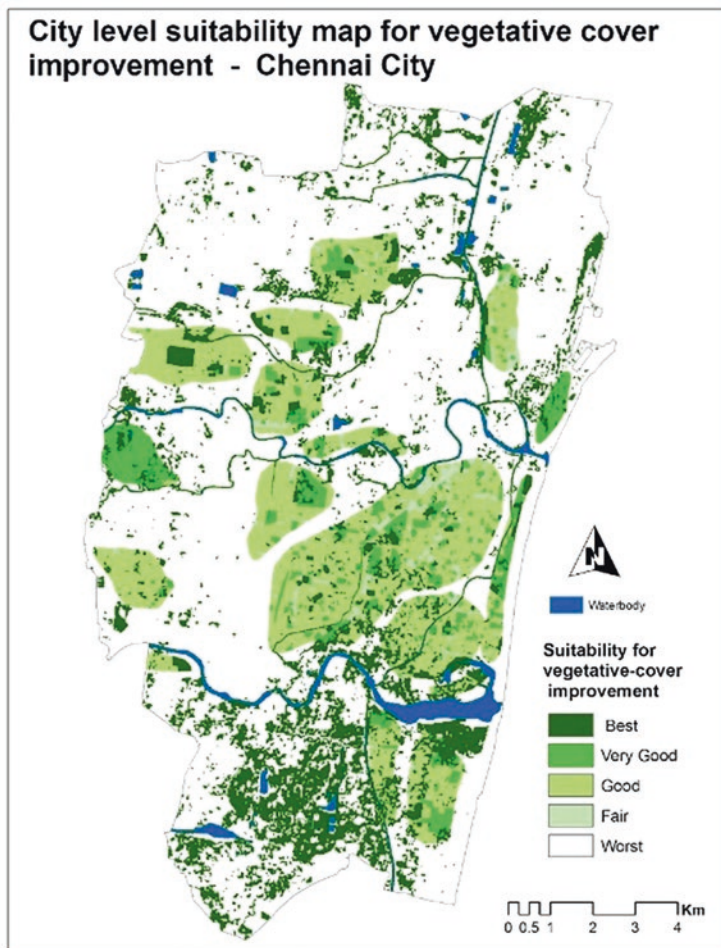 City level suitability map for vegetative cover
improvement - Chennai City
N
Waterbody
Suitability for
vegetative-cover
improvement
Best
Very Good
Good
Fair
Worst
Km
0 0.5 1 2 3 4